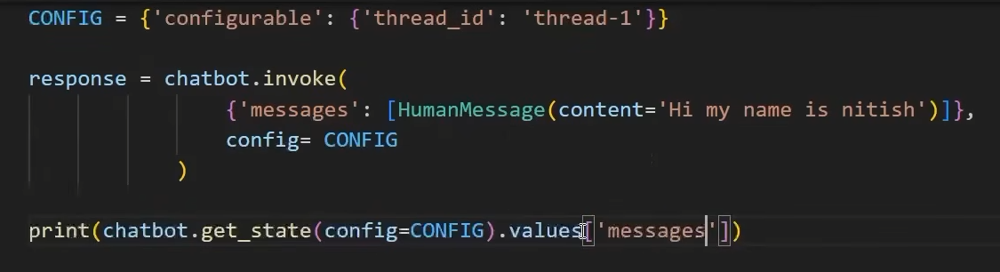 CONFIG = {'configurable': {'thread_id': 'thread-1'}}
response = chatbot.invoke(
{'messages': [HumanMessage(content='Hi my name is nitish')]},
config= CONFIG
)
print(chatbot.get_state(config=CONFIG).values['messages'])